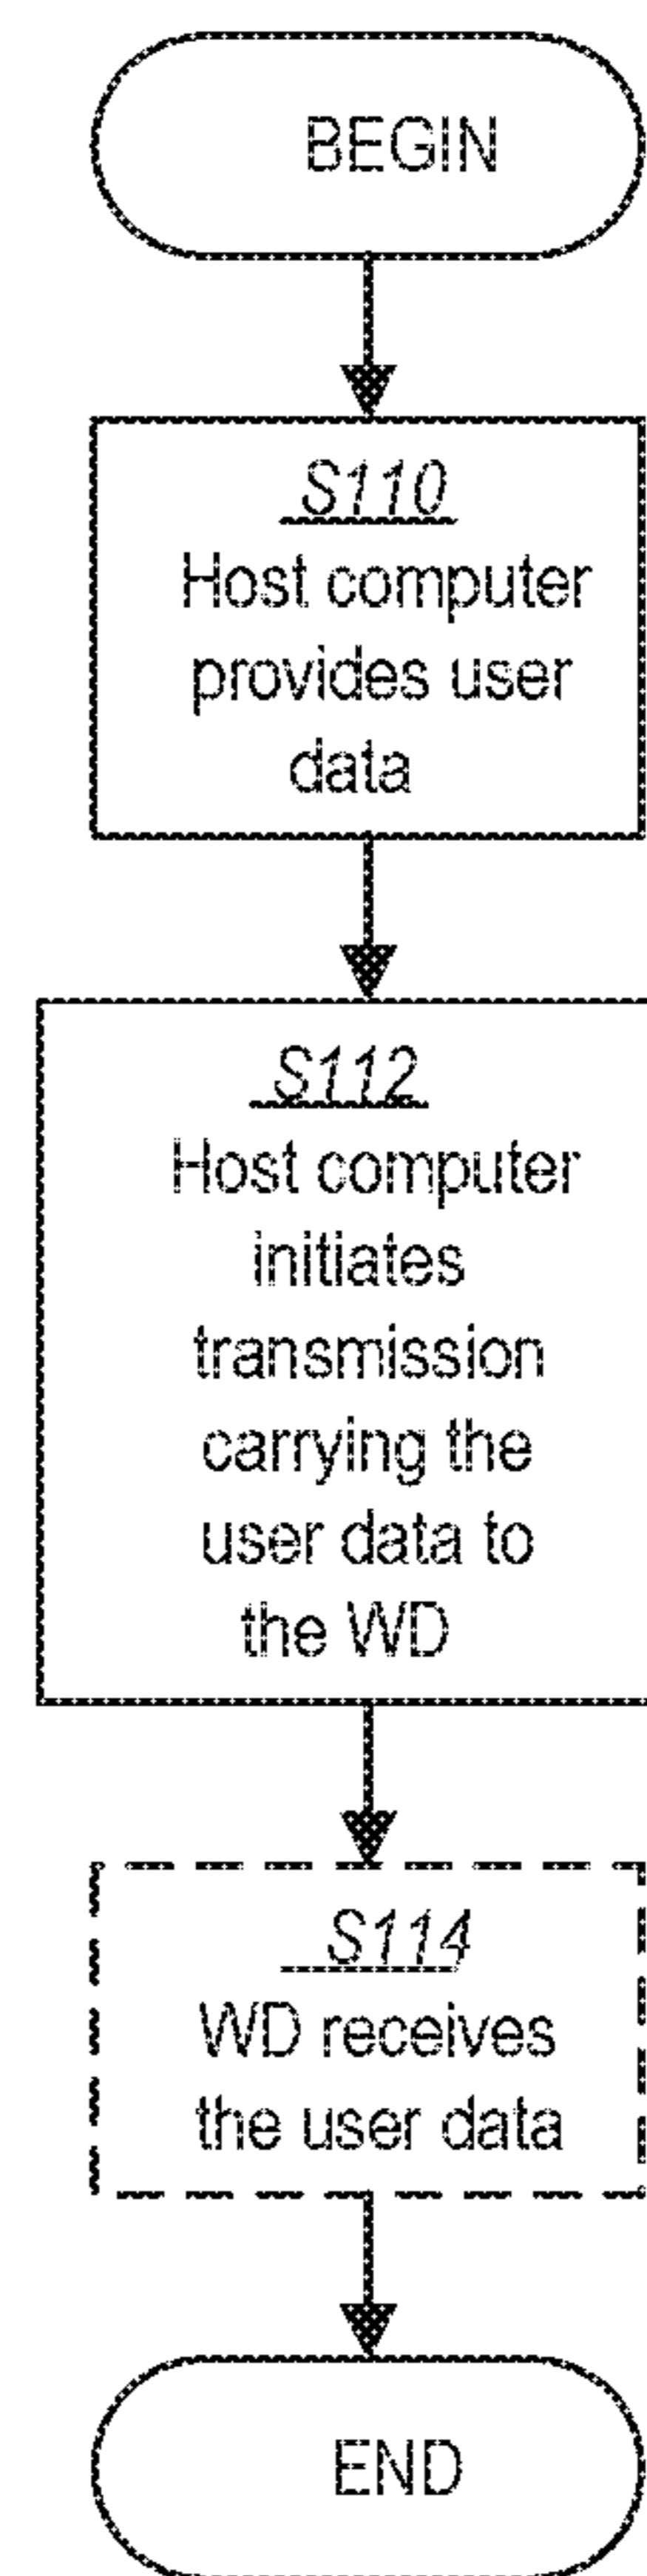 BEGIN
S110
Host computer
provides user
data
S112
Host computer
initiates
transmission
carrying the
user data to
the WD
S114
WD receives
the user data
END